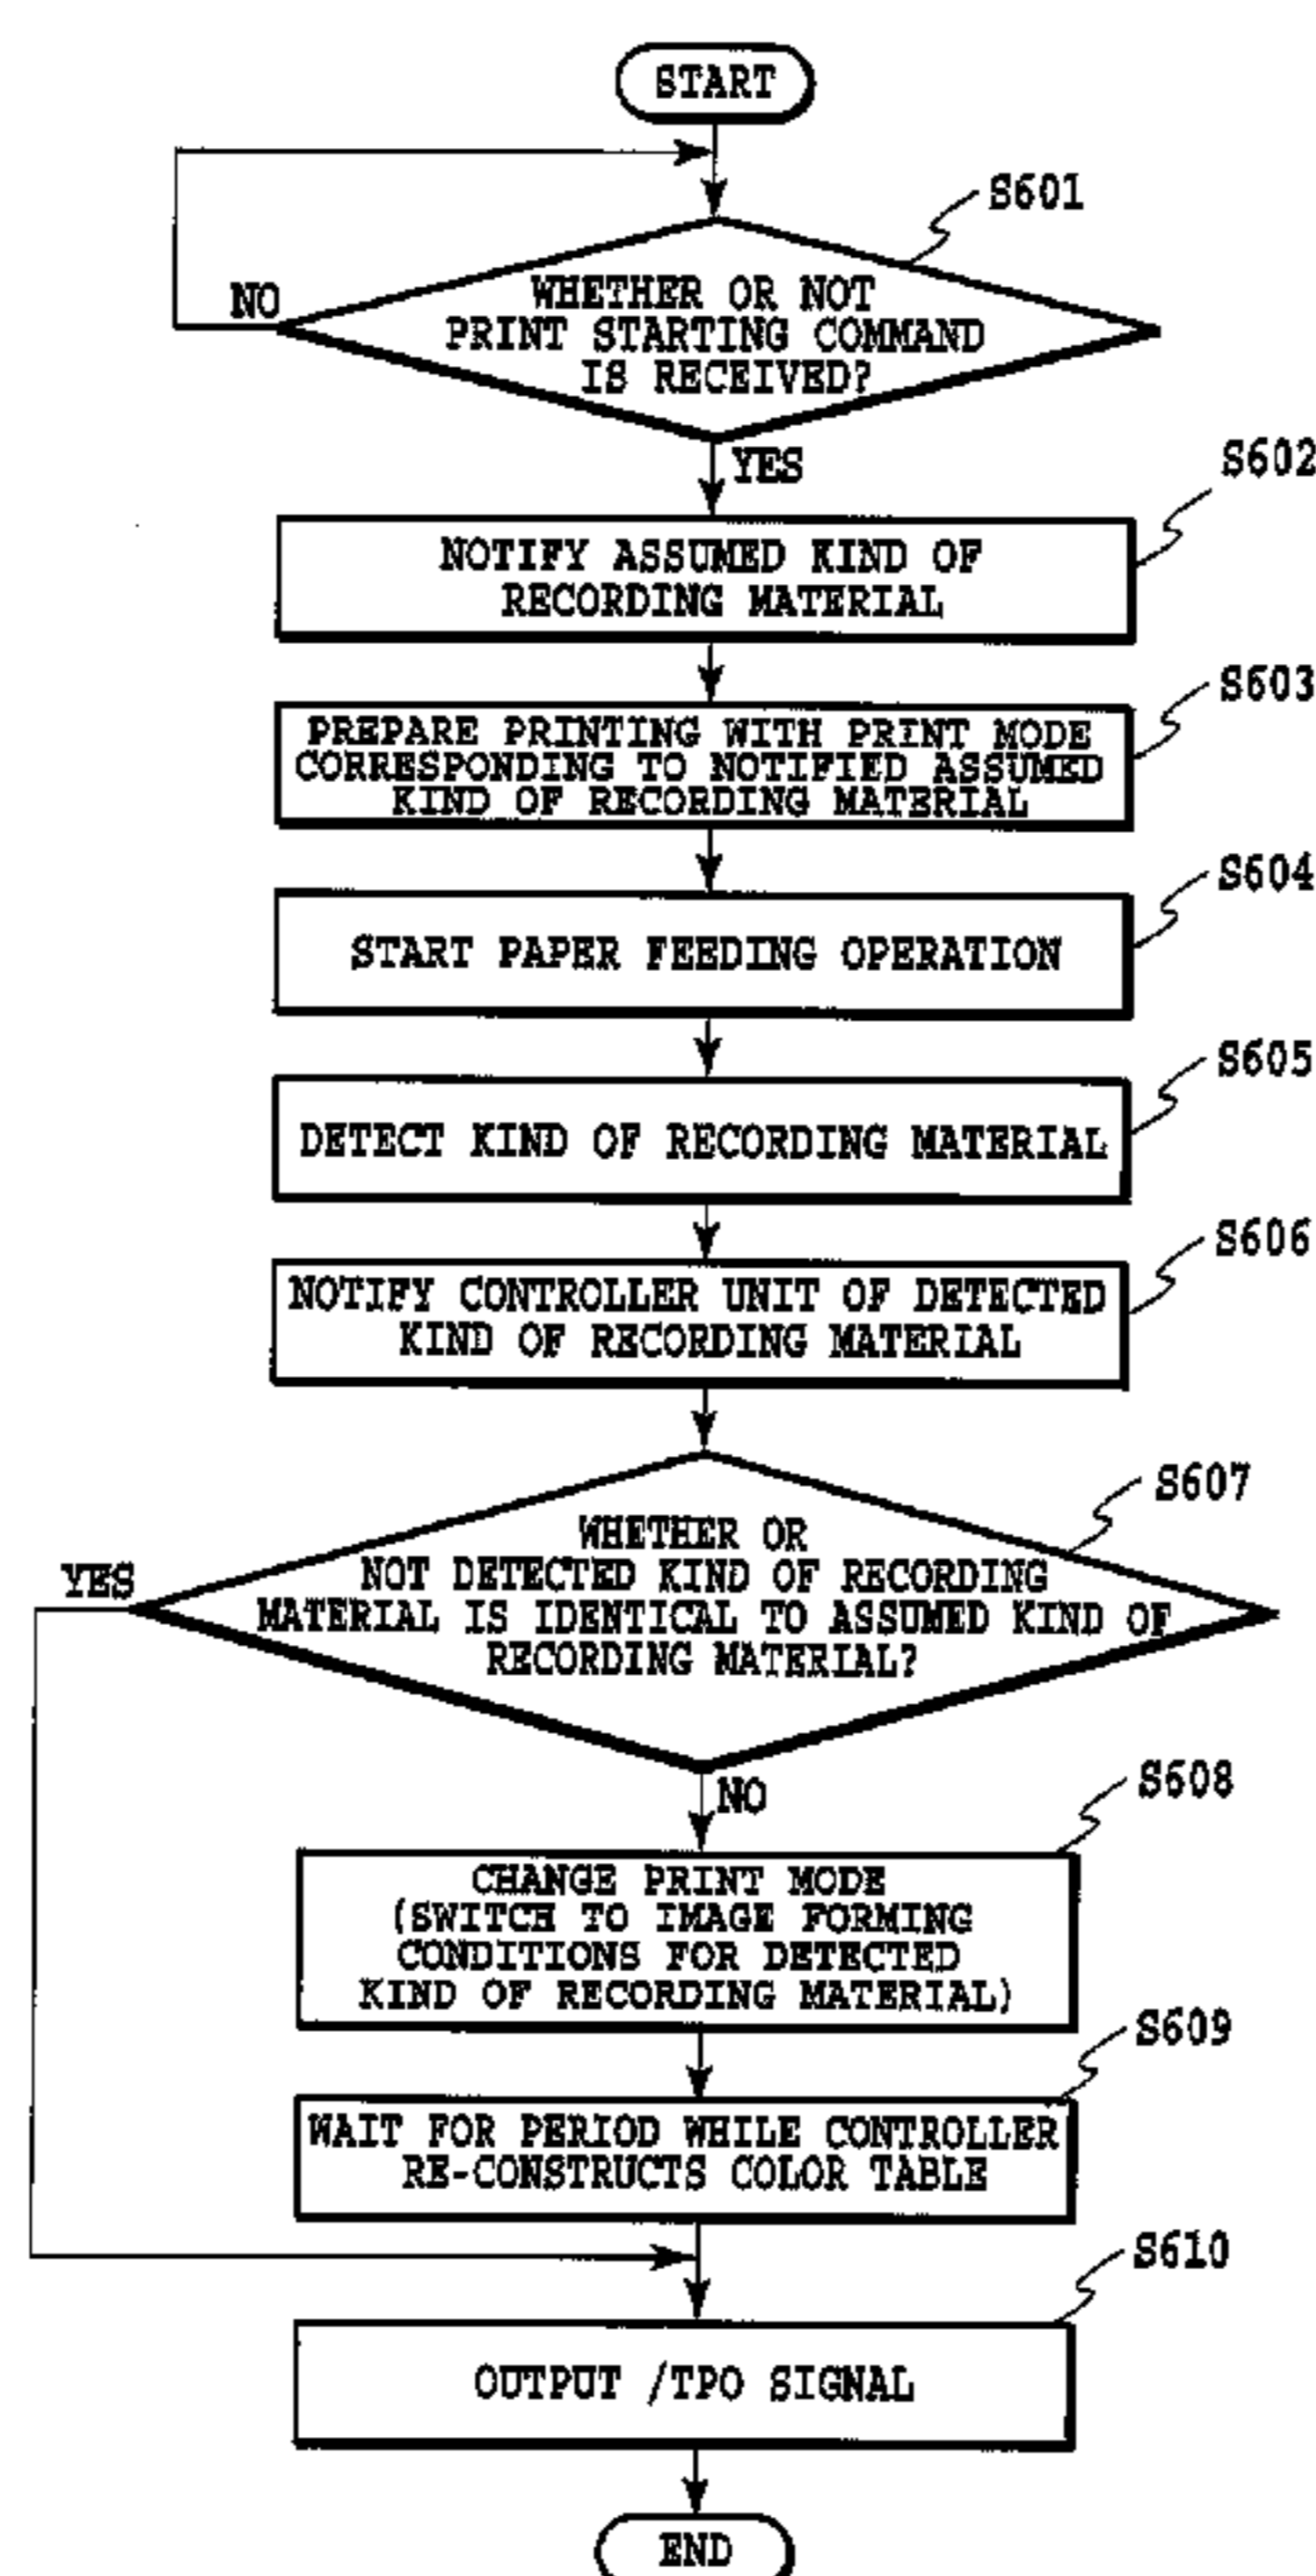 START
S601
WHETHER OR NOT
PRINT STARTING COMMAND
IS RECEIVED?
NO
YES
S602
NOTIFY ASSUMED KIND OF
RECORDING MATERIAL
S603
PREPARE PRINTING WITH PRINT MODE
CORRESPONDING TO NOTIFIED ASSUMED
KIND OF RECORDING MATERIAL
S604
START PAPER FEEDING OPERATION
S605
DETECT KIND OF RECORDING MATERIAL
S606
NOTIFY CONTROLLER UNIT OF DETECTED
KIND OF RECORDING MATERIAL
S607
WHETHER OR
NOT DETECTED KIND OF RECORDING
MATERIAL IS IDENTICAL TO ASSUMED KIND OF
RECORDING MATERIAL?
YES
NO
S608
CHANGE PRINT MODE
(SWITCH TO IMAGE FORMING
CONDITIONS FOR DETECTED
KIND OF RECORDING MATERIAL)
S609
WAIT FOR PERIOD WHILE CONTROLLER
RE-CONSTRUCTS COLOR TABLE
S610
OUTPUT /TPO SIGNAL
END